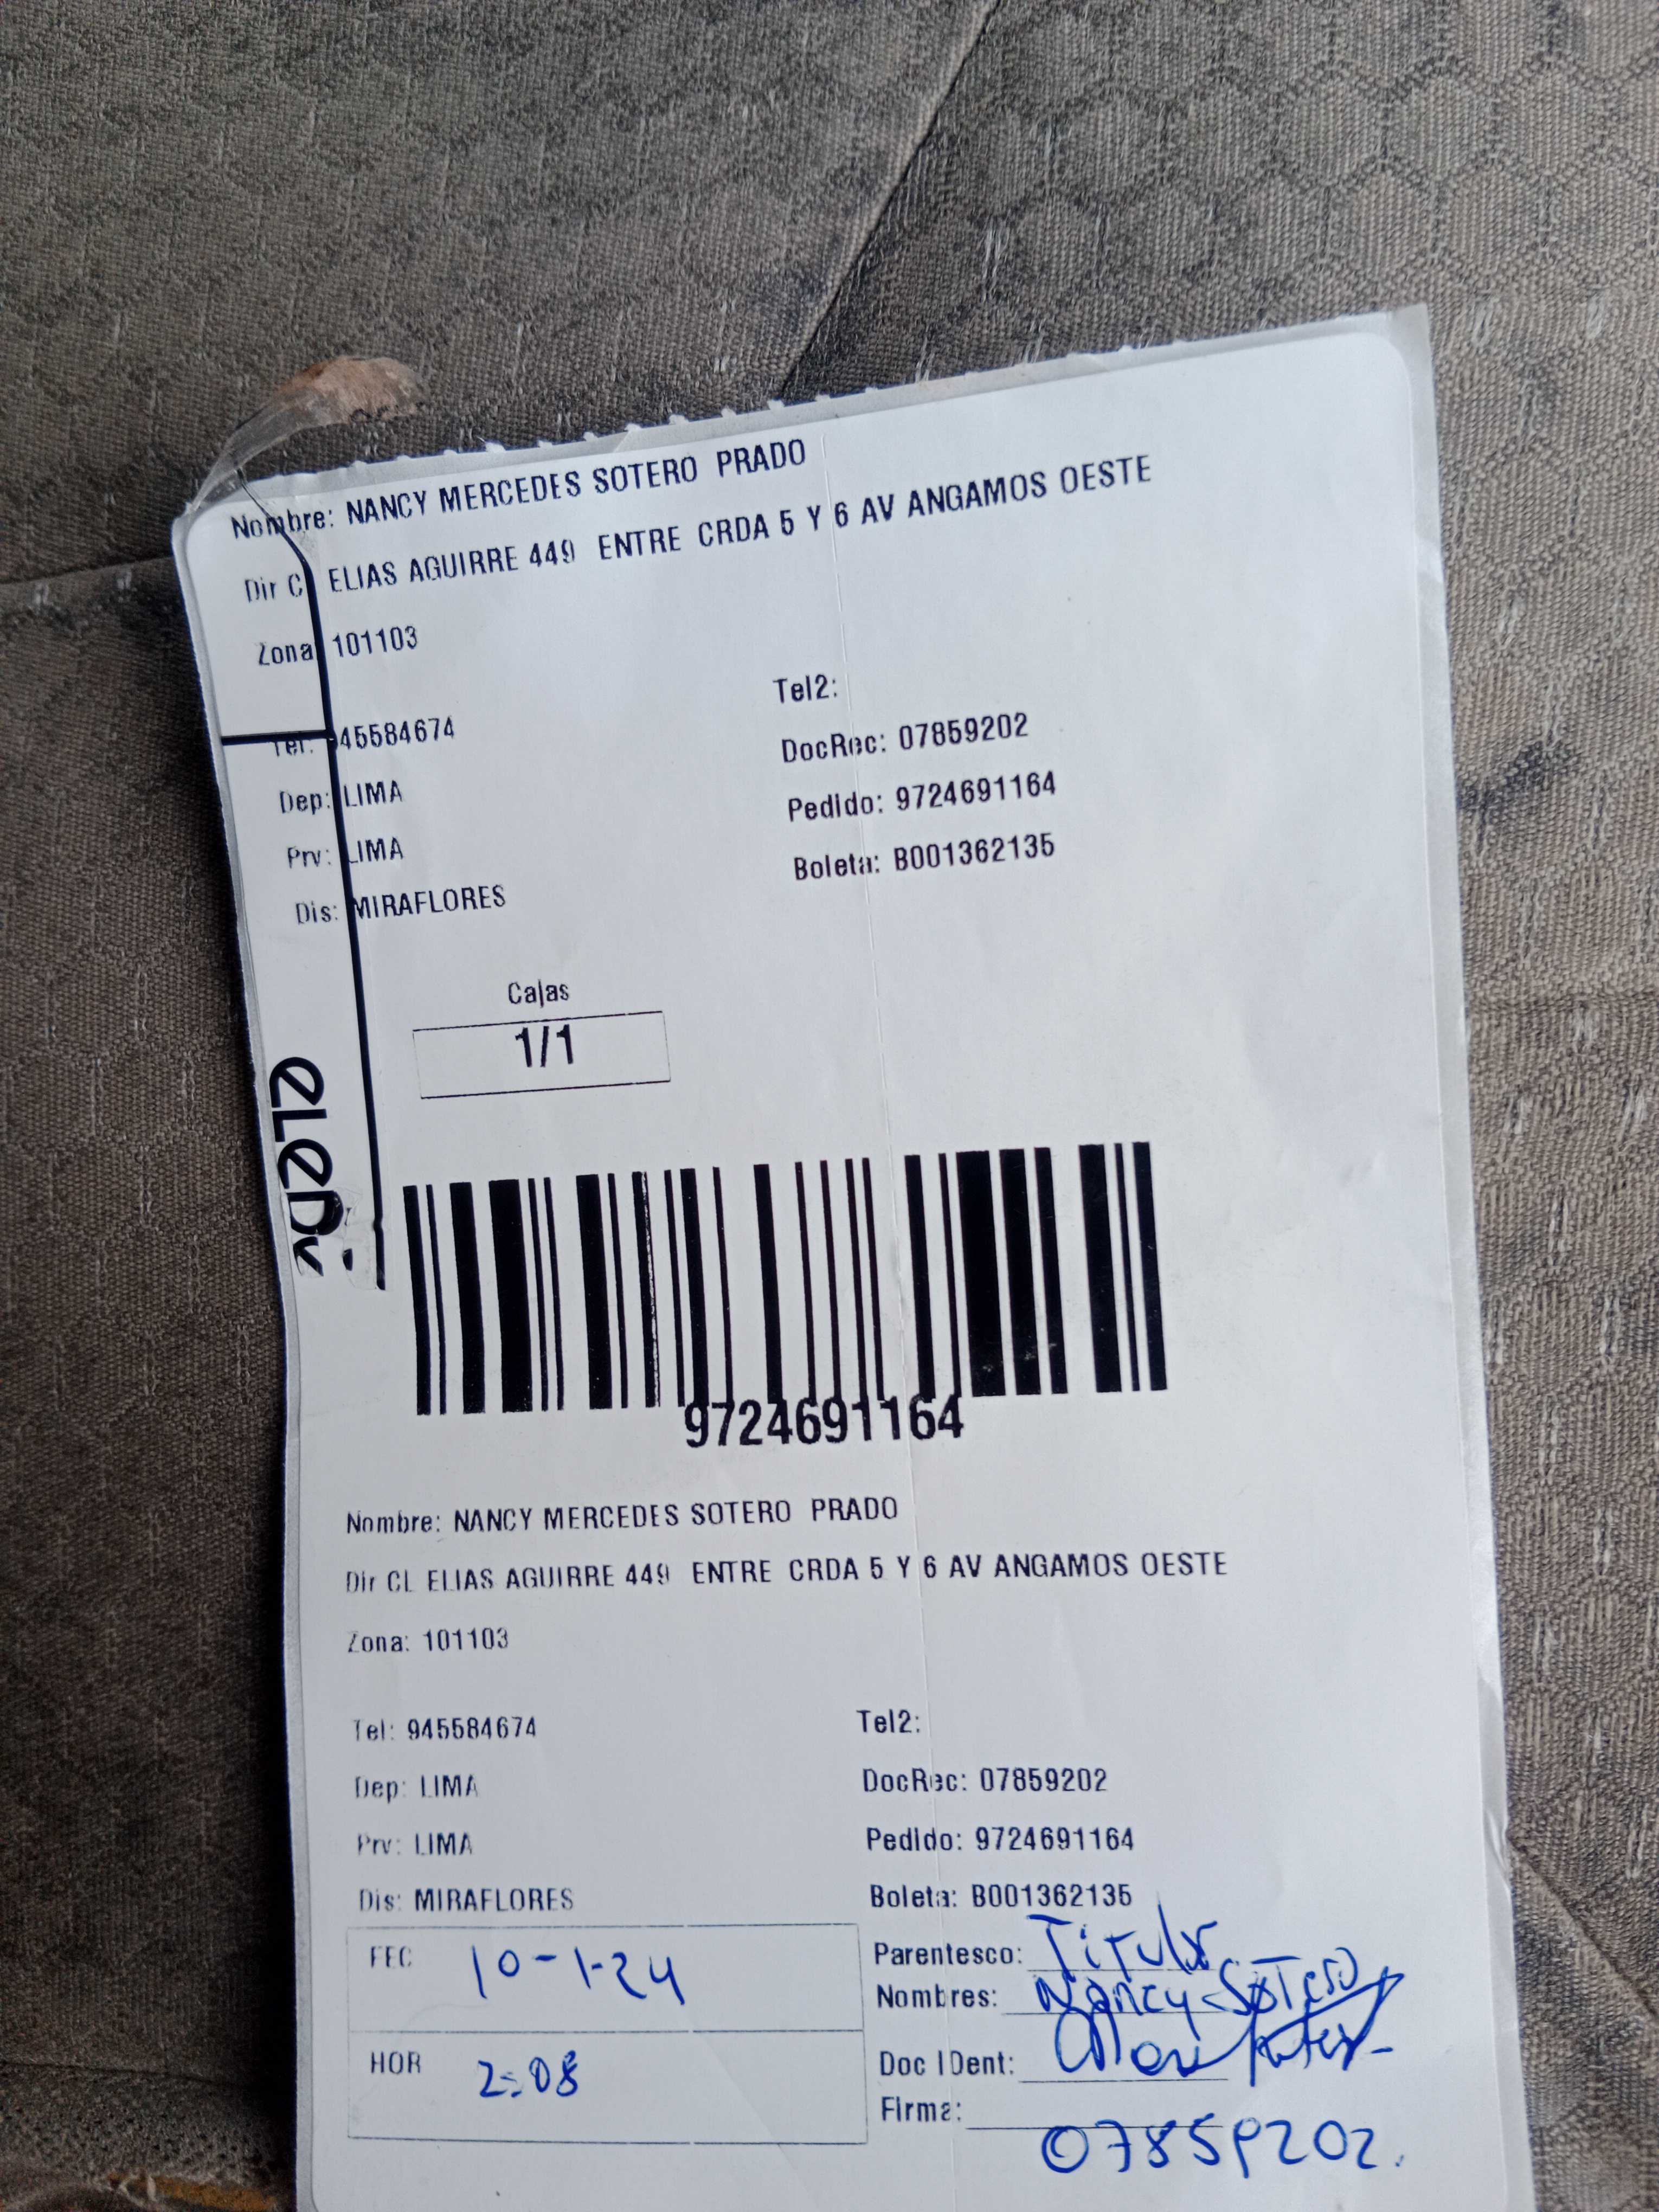 Nombre: NANCY MERCEDES SOTERO PRADO
Dir C ELIAS AGUIRRE 449 ENTRE CRDA 5 Y 6 AV ANGAMOS OESTE
Zona 101103
Tel: 45584674
Tel2:
DocRec: 07859202
Dep: LIMA
Pedido: 9724691164
Prv: LIMA
Boleta: B001362135
Dis: MIRAFLORES
Cajas
1/1
9724691164
Nombre: NANCY MERCEDES SOTERO PRADO
Dir CL ELIAS AGUIRRE 449 ENTRE CRDA 5 Y 6 AV ANGAMOS OESTE
Zona: 101103
Tel: 945584674
Tel2:
Dep: LIMA
DocRec: 07859202
Prv: LIMA
Pedido: 9724691164
Dis: MIRAFLORES
Boleta: B001362135
FEC 10-1-24
Parentesco: Titular
Nombres: Nancy Sotero
HOR 2:08
Doc IDent:
Firma:
07859202.